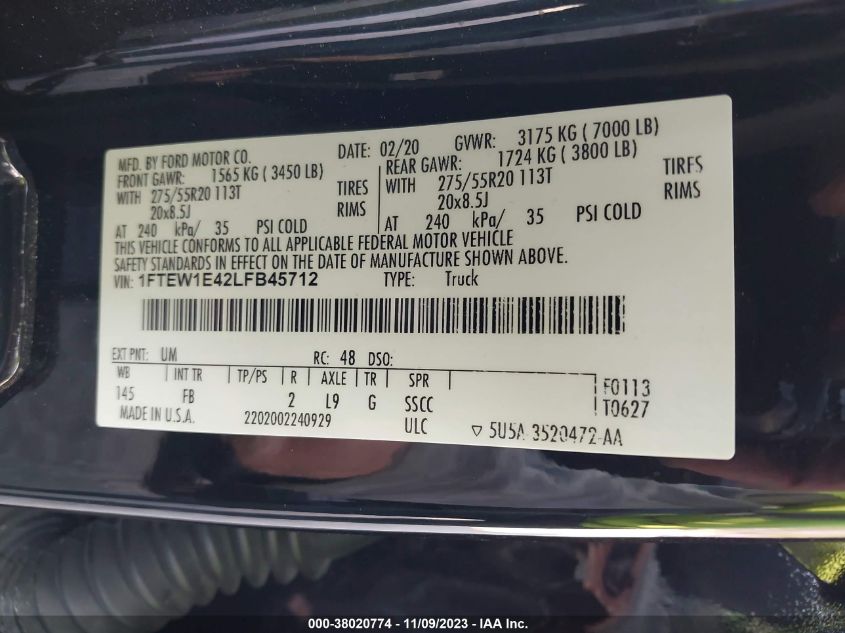 MFD. BY FORD MOTOR CO. DATE: 02/20 GVWR: 3175 KG ( 7000 LB)
FRONT GAWR: 1565 KG ( 3450 LB) REAR GAWR: 1724 KG ( 3800 LB)
WITH 275/55R20 113T TIRES WITH 275/55R20 113T TIRES
20x8.5J RIMS 20x8.5J RIMS
AT 240 kPa/ 35 PSI COLD AT 240 kPa/ 35 PSI COLD
THIS VEHICLE CONFORMS TO ALL APPLICABLE FEDERAL MOTOR VEHICLE
SAFETY STANDARDS IN EFFECT ON THE DATE OF MANUFACTURE SHOWN ABOVE.
VIN: 1FTEW1E42LFB45712 TYPE: Truck
EXT PNT: UM RC: 48 DSO:
WB INT TR TP/PS R AXLE TR SPR F0113
145 FB 2 L9 G SSCC T0627
MADE IN U.S.A. 2202002240929 ULC ▽ 5U5A-3520472-AA
000-38020774 - 11/09/2023 - IAA Inc.